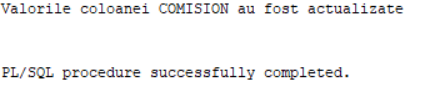 Valorile coloanei COMISION au fost actualizate
PL/SQL procedure successfully completed.